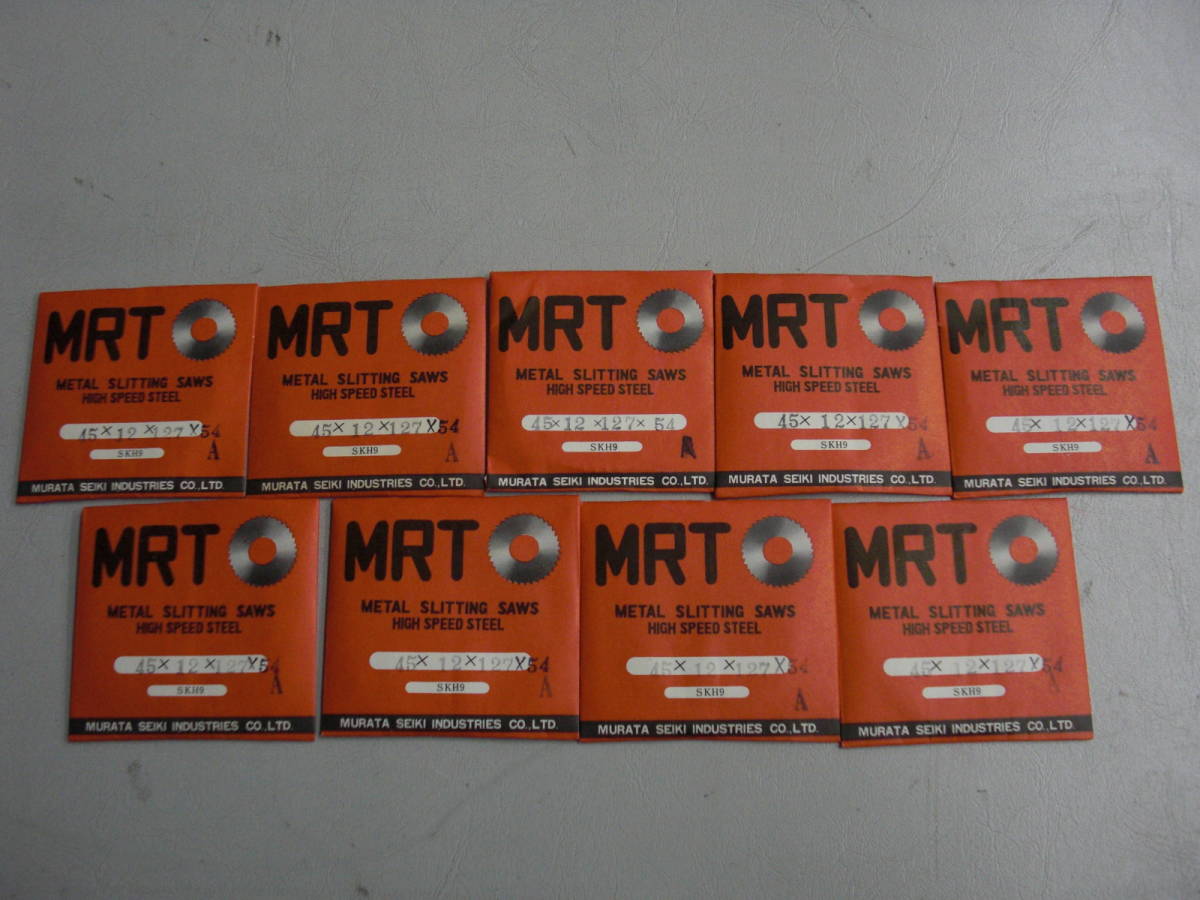 MRT
METAL SLITTING SAWS
HIGH SPEED STEEL
45×12×127×54
SKH9
A
MURATA SEIKI INDUSTRIES CO.,LTD.
MRT
METAL SLITTING SAWS
HIGH SPEED STEEL
45×12×127×54
SKH9
A
MURATA SEIKI INDUSTRIES CO.,LTD.
MRT
METAL SLITTING SAWS
HIGH SPEED STEEL
45×12×127×54
SKH9
A
MURATA SEIKI INDUSTRIES CO.,LTD.
MRT
METAL SLITTING SAWS
HIGH SPEED STEEL
45×12×127×54
SKH9
A
MURATA SEIKI INDUSTRIES CO.,LTD.
MRT
METAL SLITTING SAWS
HIGH SPEED STEEL
45×12×127×54
SKH9
A
MURATA SEIKI INDUSTRIES CO.,LTD.
MRT
METAL SLITTING SAWS
HIGH SPEED STEEL
45×12×127×54
SKH9
A
MURATA SEIKI INDUSTRIES CO.,LTD.
MRT
METAL SLITTING SAWS
HIGH SPEED STEEL
45×12×127×54
SKH9
A
MURATA SEIKI INDUSTRIES CO.,LTD.
MRT
METAL SLITTING SAWS
HIGH SPEED STEEL
45×12×127×54
SKH9
A
MURATA SEIKI INDUSTRIES CO.,LTD.
MRT
METAL SLITTING SAWS
HIGH SPEED STEEL
45×12×127×54
SKH9
A
MURATA SEIKI INDUSTRIES CO.,LTD.